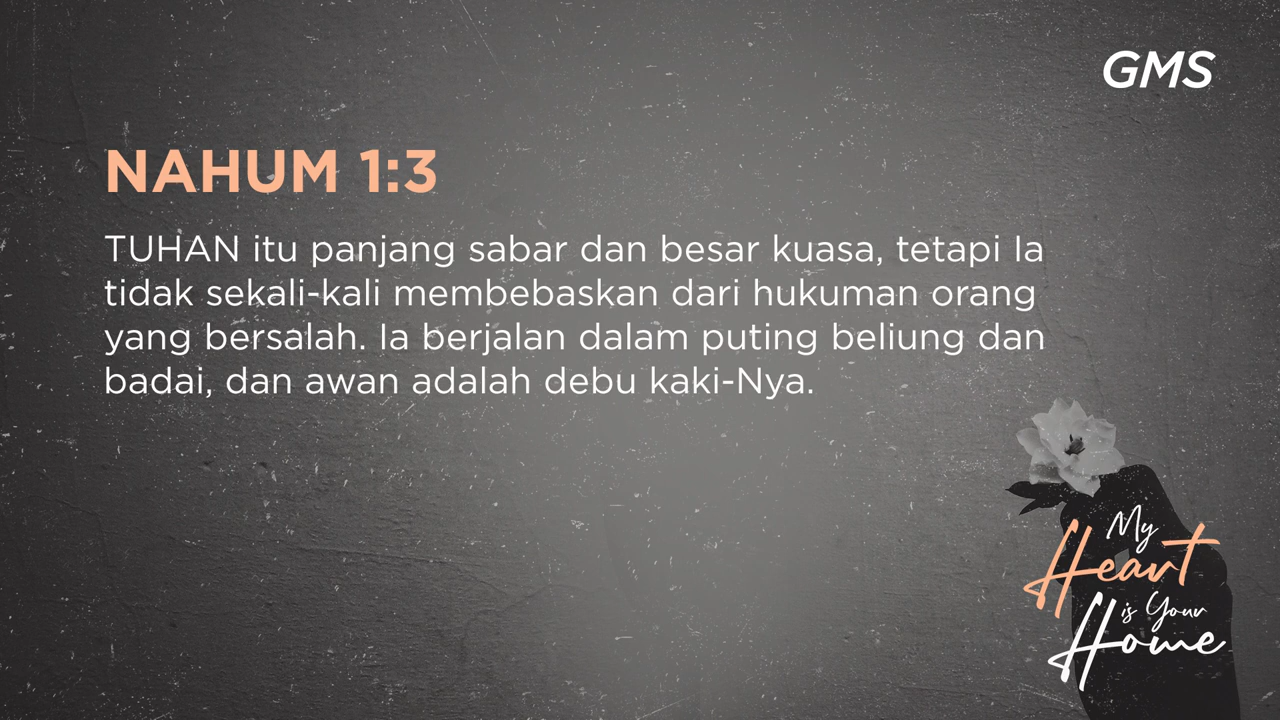 GMS
NAHUM 1:3
TUHAN itu panjang sabar dan besar kuasa, tetapi Ia
tidak sekali-kali membebaskan dari hukuman orang
yang bersalah. Ia berjalan dalam puting beliung dan
badai, dan awan adalah debu kaki-Nya.
My
Heart
is Your
Home